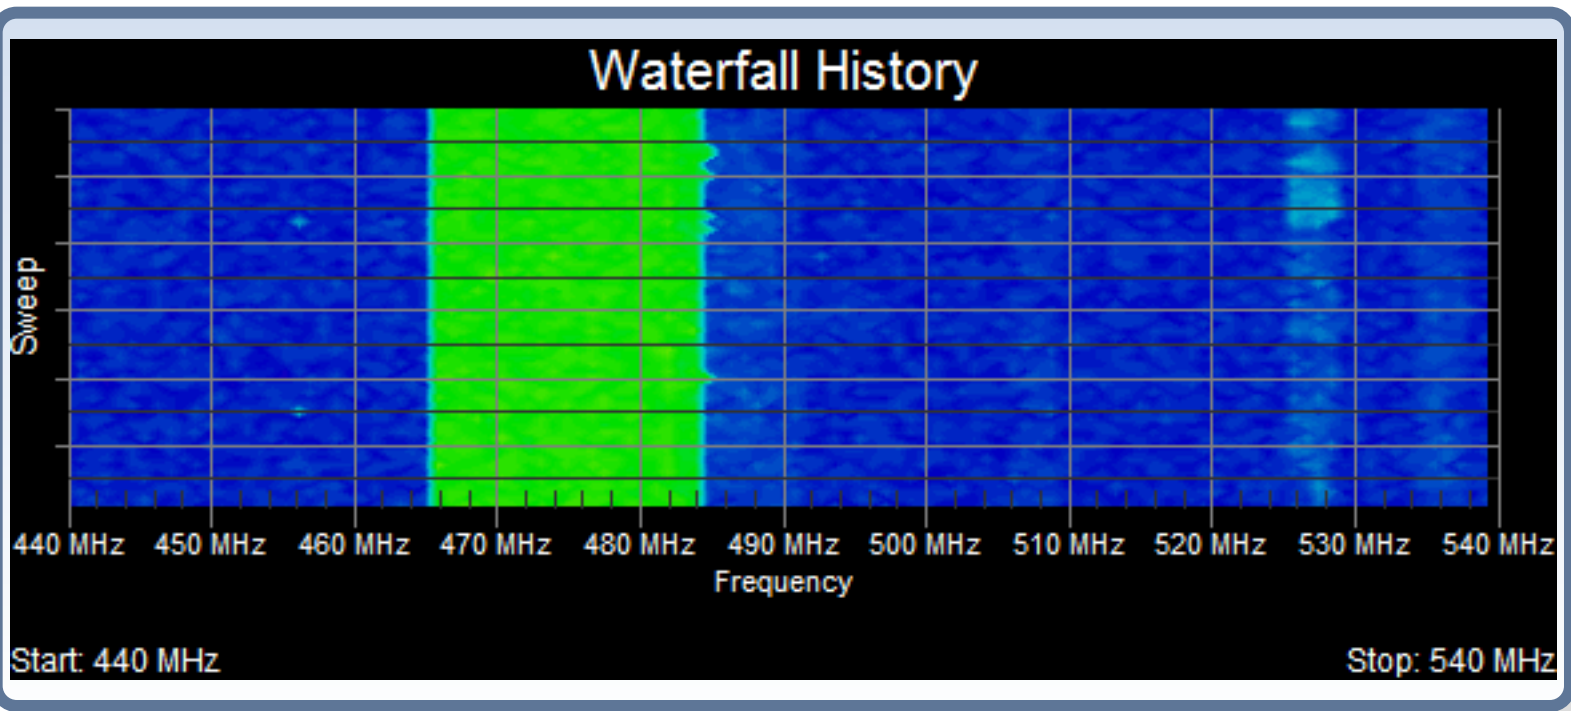 Waterfall History
Sweep
440 MHz 450 MHz 460 MHz 470 MHz 480 MHz 490 MHz 500 MHz 510 MHz 520 MHz 530 MHz 540 MHz
Frequency
Start: 440 MHz Stop: 540 MHz